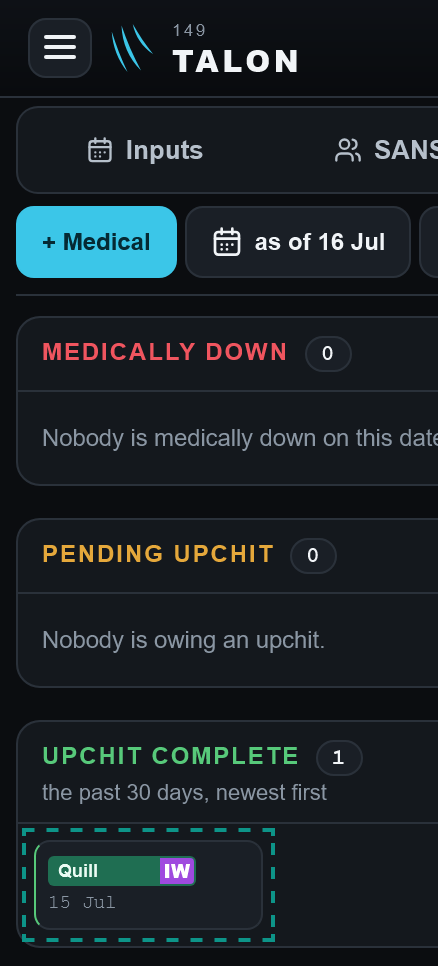 149
TALON
Inputs
SANS
+ Medical
as of 16 Jul
MEDICALLY DOWN 0
Nobody is medically down on this date
PENDING UPCHIT 0
Nobody is owing an upchit.
UPCHIT COMPLETE 1
the past 30 days, newest first
Quill IW
15 Jul